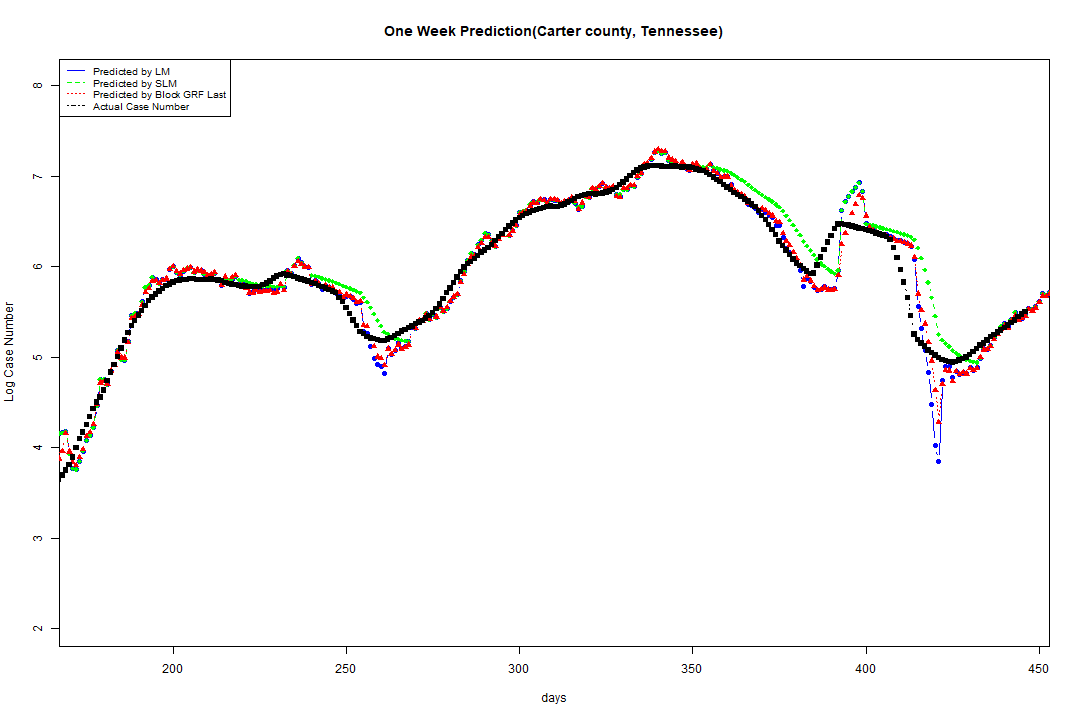 One Week Prediction(Carter county, Tennessee)
Predicted by LM
Predicted by SLM
Predicted by Block GRF Last
Actual Case Number
8
7
6
5
4
3
2
Log Case Number
200 250 300 350 400 450
days